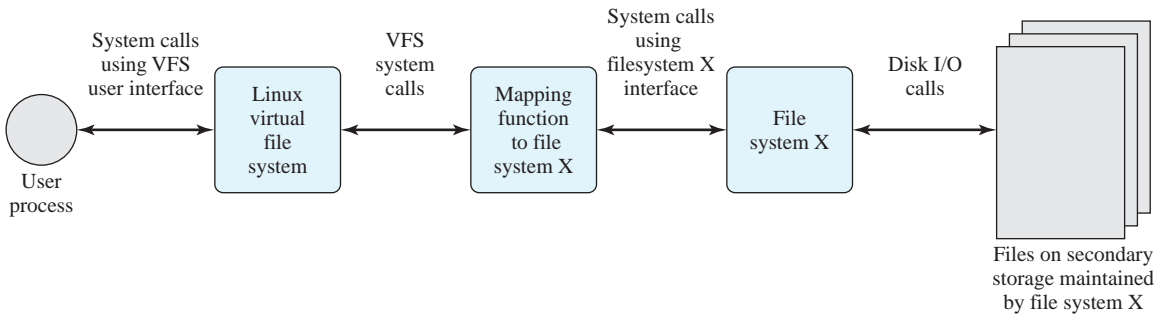 System calls
using VFS
user interface
VFS
system
calls
System calls
using
filesystem X
interface
Disk I/O
calls
Linux
virtual
file
system
Mapping
function
to file
system X
File
system X
User
process
Files on secondary
storage maintained
by file system X